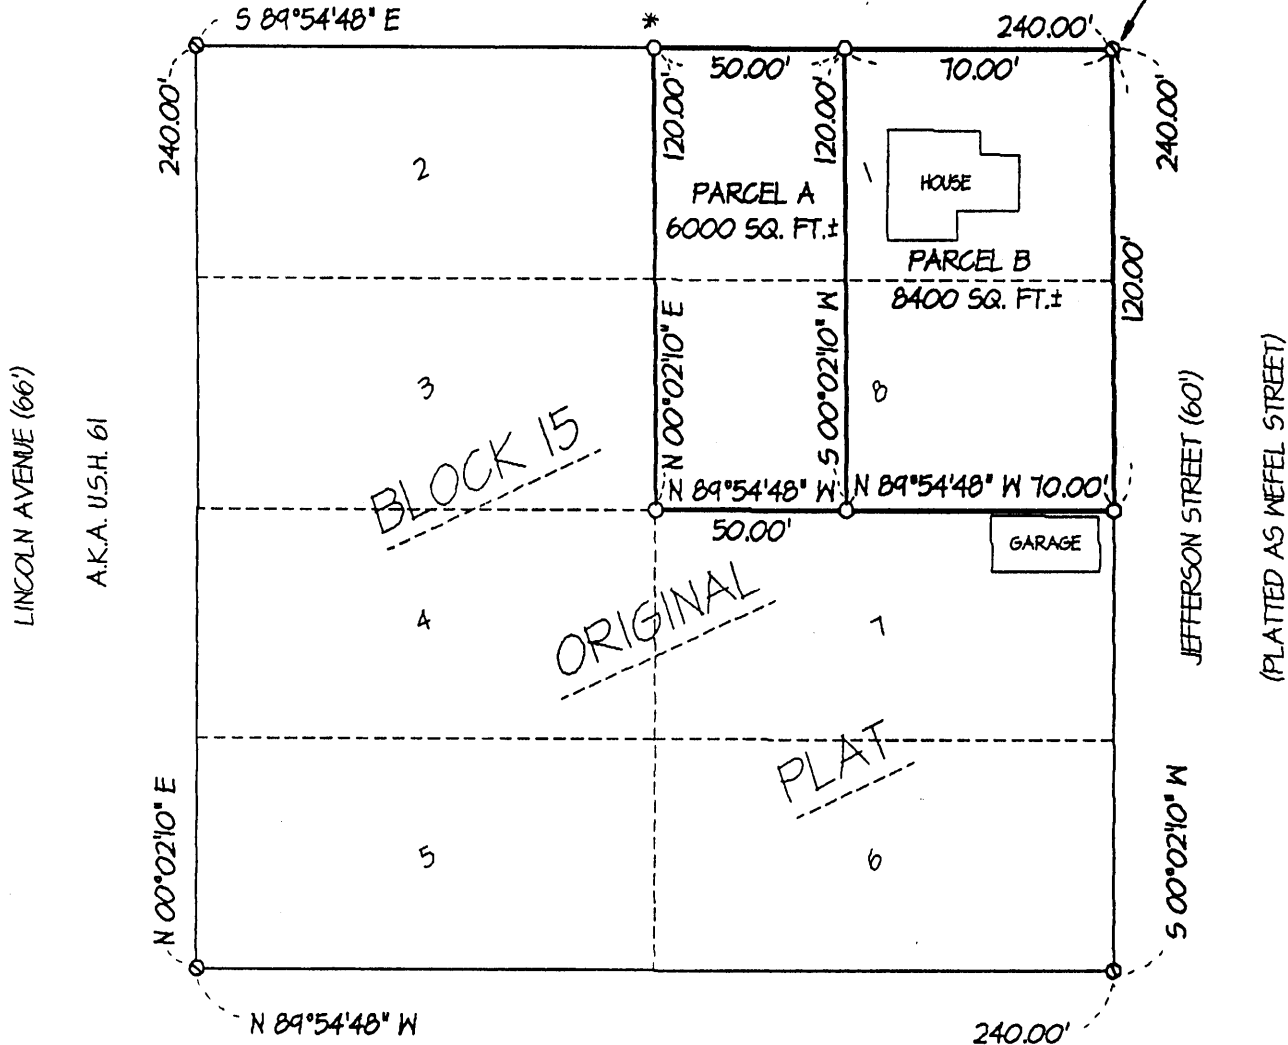 S 89°54'48" E
*
240.00'
50.00'
70.00'
240.00'
120.00'
120.00'
240.00'
2
1
HOUSE
PARCEL A
6000 SQ. FT.±
PARCEL B
8400 SQ. FT.±
120.00'
N 00°02'10" E
S 00°02'10" W
3
8
LINCOLN AVENUE (66')
A.K.A. U.S.H. 61
BLOCK 15
N 89°54'48" W
50.00'
N 89°54'48" W 70.00'
GARAGE
JEFFERSON STREET (60')
(PLATTED AS WEFEL STREET)
4
ORIGINAL
7
PLAT
N 00°02'10" E
S 00°02'10" W
5
6
N 89°54'48" W
240.00'